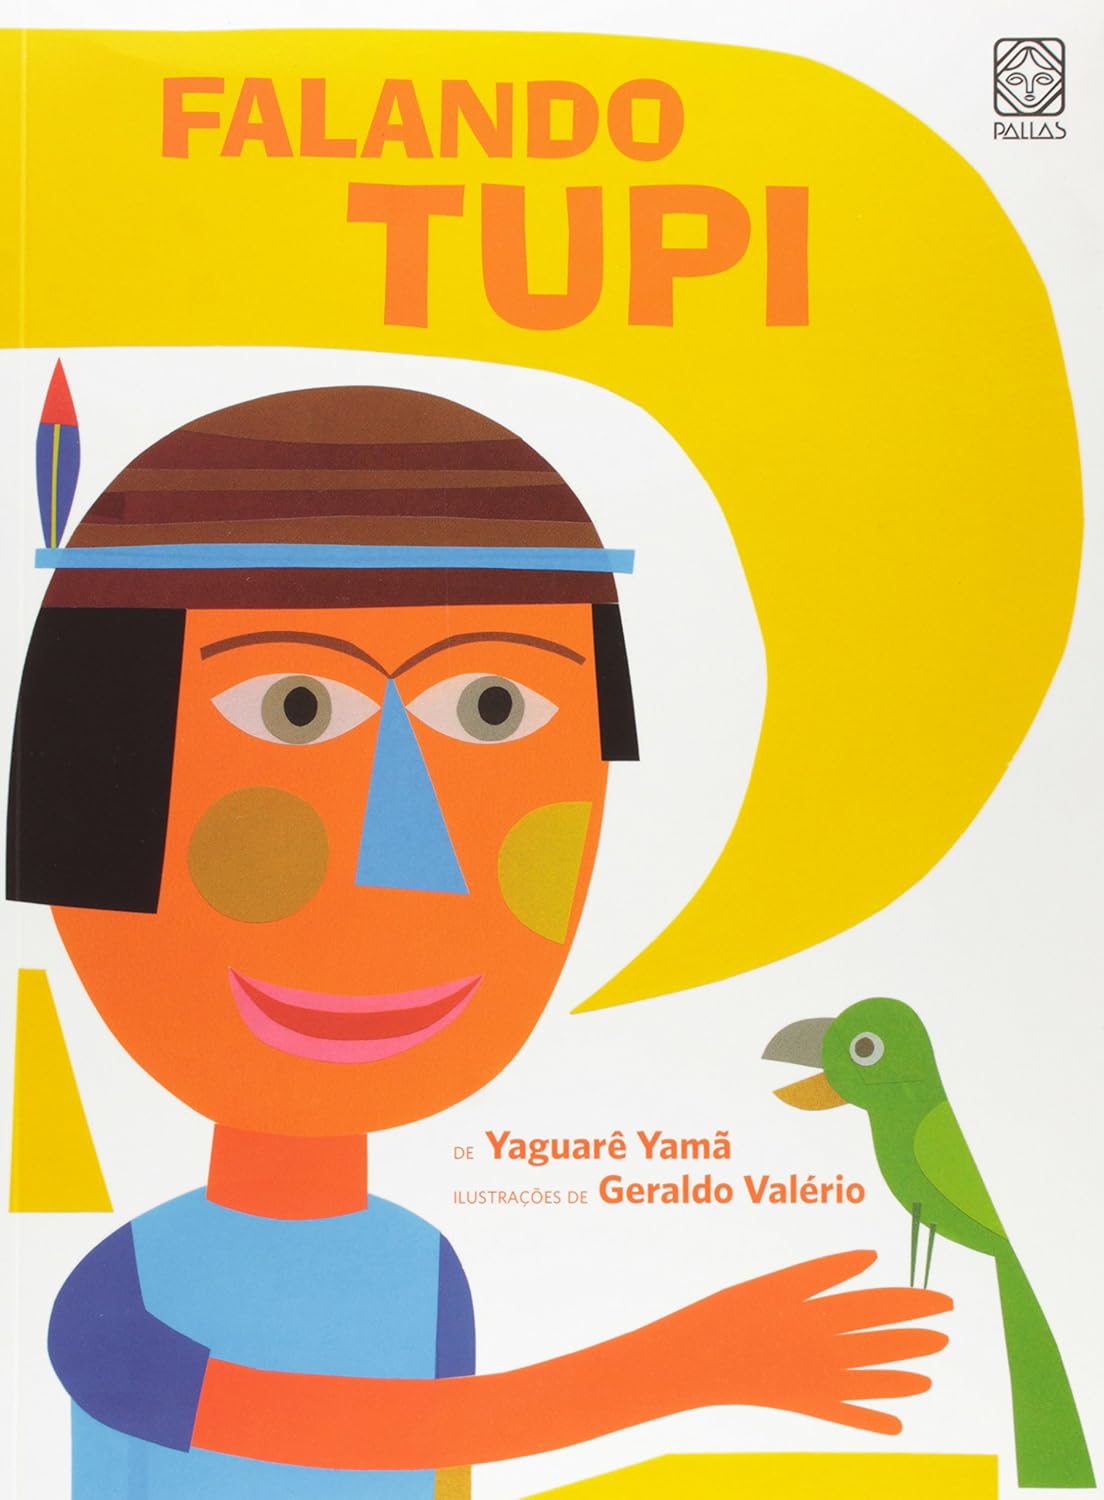 FALANDO
TUPI
PALLAS
DE Yaguarê Yamã
ILUSTRAÇÕES DE Geraldo Valério